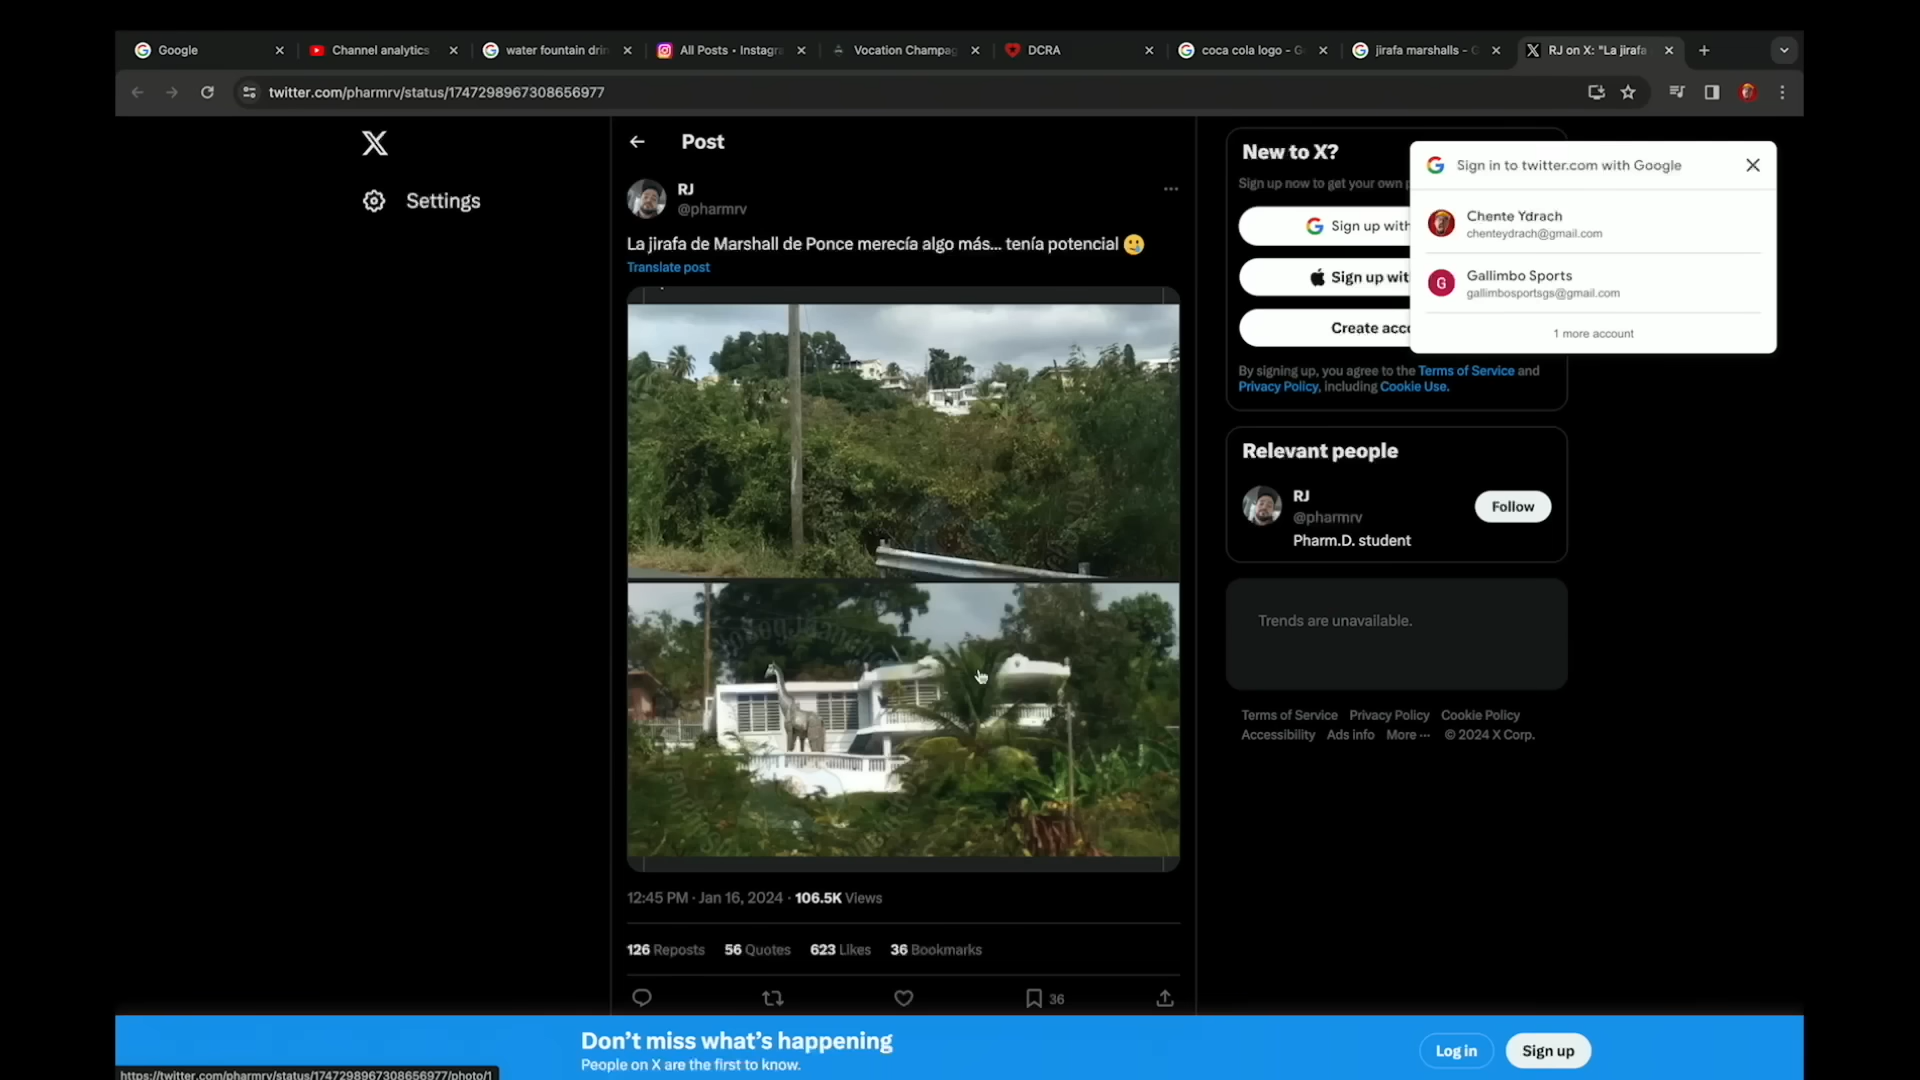 Google
Channel analytics
water fountain drin
All Posts • Instagra
Vocation Champag
DCRA
coca cola logo - G
jirafa marshalls - G
RJ on X: "La jirafa
twitter.com/pharmrv/status/1747298967308656977
Settings
Post
RJ
@pharmrv
La jirafa de Marshall de Ponce merecía algo más... tenía potencial 🥲
Translate post
12:45 PM · Jan 16, 2024 · 106.5K Views
126 Reposts 56 Quotes 623 Likes 36 Bookmarks
36
New to X?
Sign up now to get your own p
Sign up with
Sign up wit
Create acco
By signing up, you agree to the Terms of Service and
Privacy Policy, including Cookie Use.
Sign in to twitter.com with Google
Chente Ydrach
chenteydrach@gmail.com
G
Gallimbo Sports
gallimbosportsgs@gmail.com
1 more account
Relevant people
RJ
@pharmrv
Follow
Pharm.D. student
Trends are unavailable.
Terms of Service Privacy Policy Cookie Policy
Accessibility Ads info More ··· © 2024 X Corp.
Don't miss what's happening
People on X are the first to know.
Log in
Sign up
https://twitter.com/pharmrv/status/1747298967308656977/photo/1